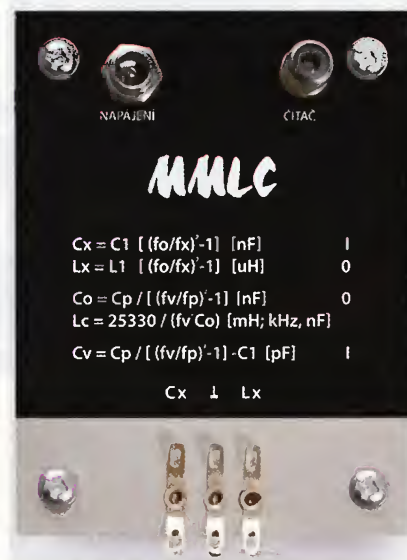 NAPÁJENÍ ČÍTAČ
MMLC
Cx = C1 [(fo/fx)²-1] [nF] I
Lx = L1 [(fo/fx)²-1] [uH] 0
Co = Cp / [(fv/fp)²-1] [nF] 0
Lc = 25330 / (fv²Co) [mH; kHz, nF]
Cv = Cp / [(fv/fp)²-1] -C1 [pF] I
Cx ⊥ Lx